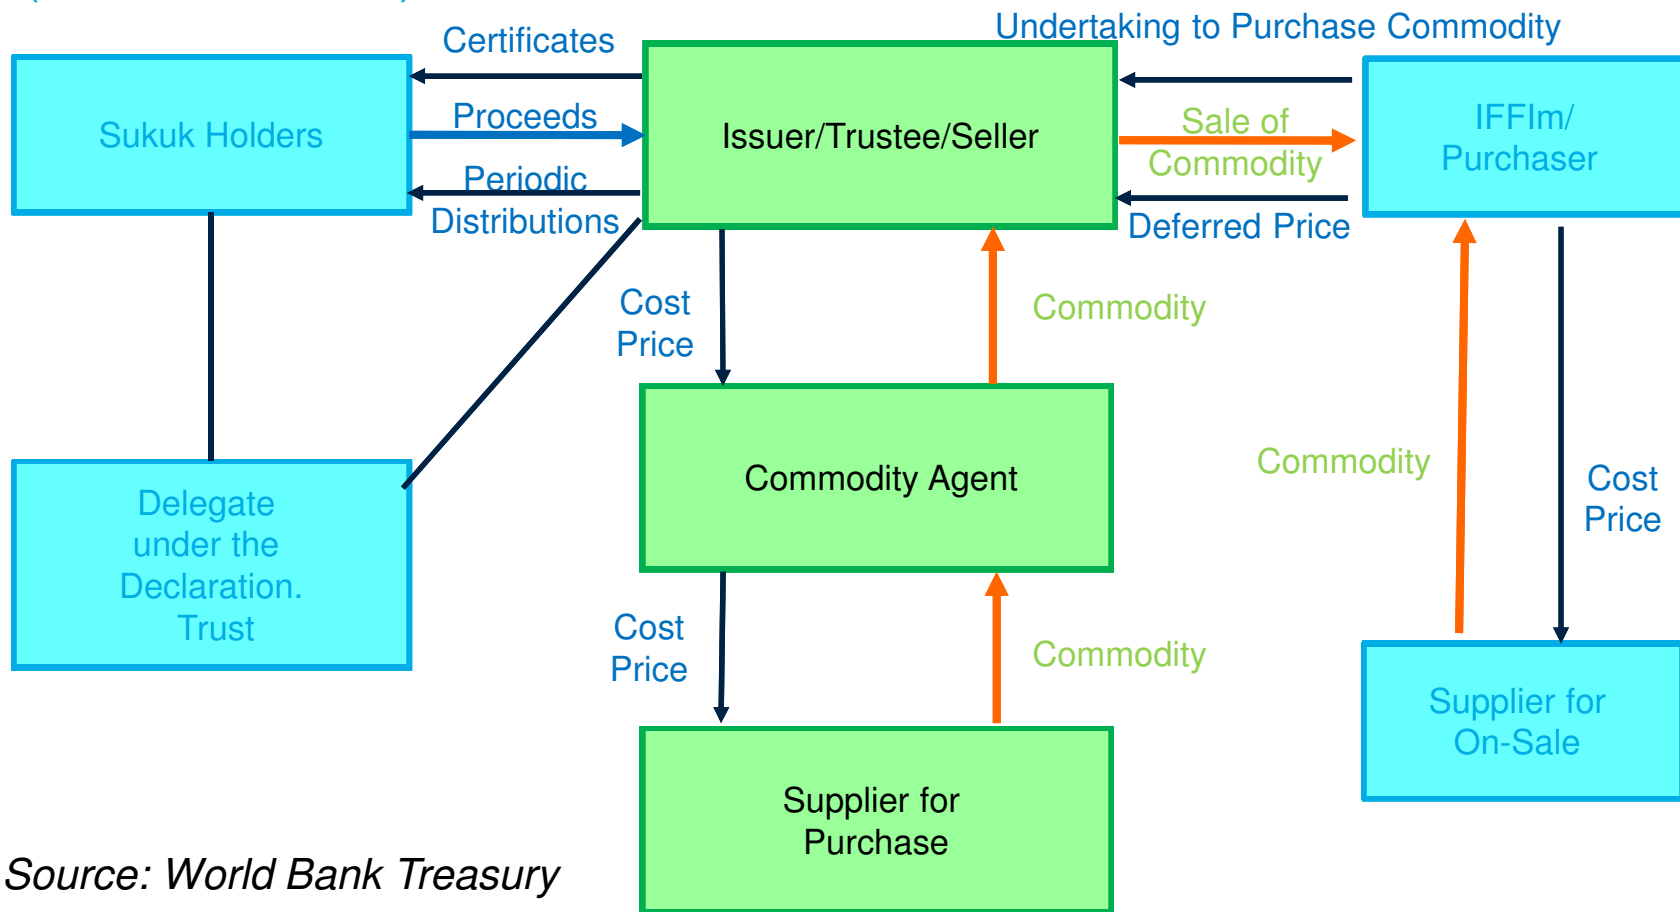 Undertaking to Purchase Commodity
Certificates
Sukuk Holders
Proceeds
Periodic
Distributions
Issuer/Trustee/Seller
Sale of
Commodity
Deferred Price
IFFIm/
Purchaser
Cost
Price
Commodity
Commodity Agent
Commodity
Cost
Price
Delegate
under the
Declaration.
Trust
Cost
Price
Commodity
Supplier for
On-Sale
Supplier for
Purchase
Source: World Bank Treasury